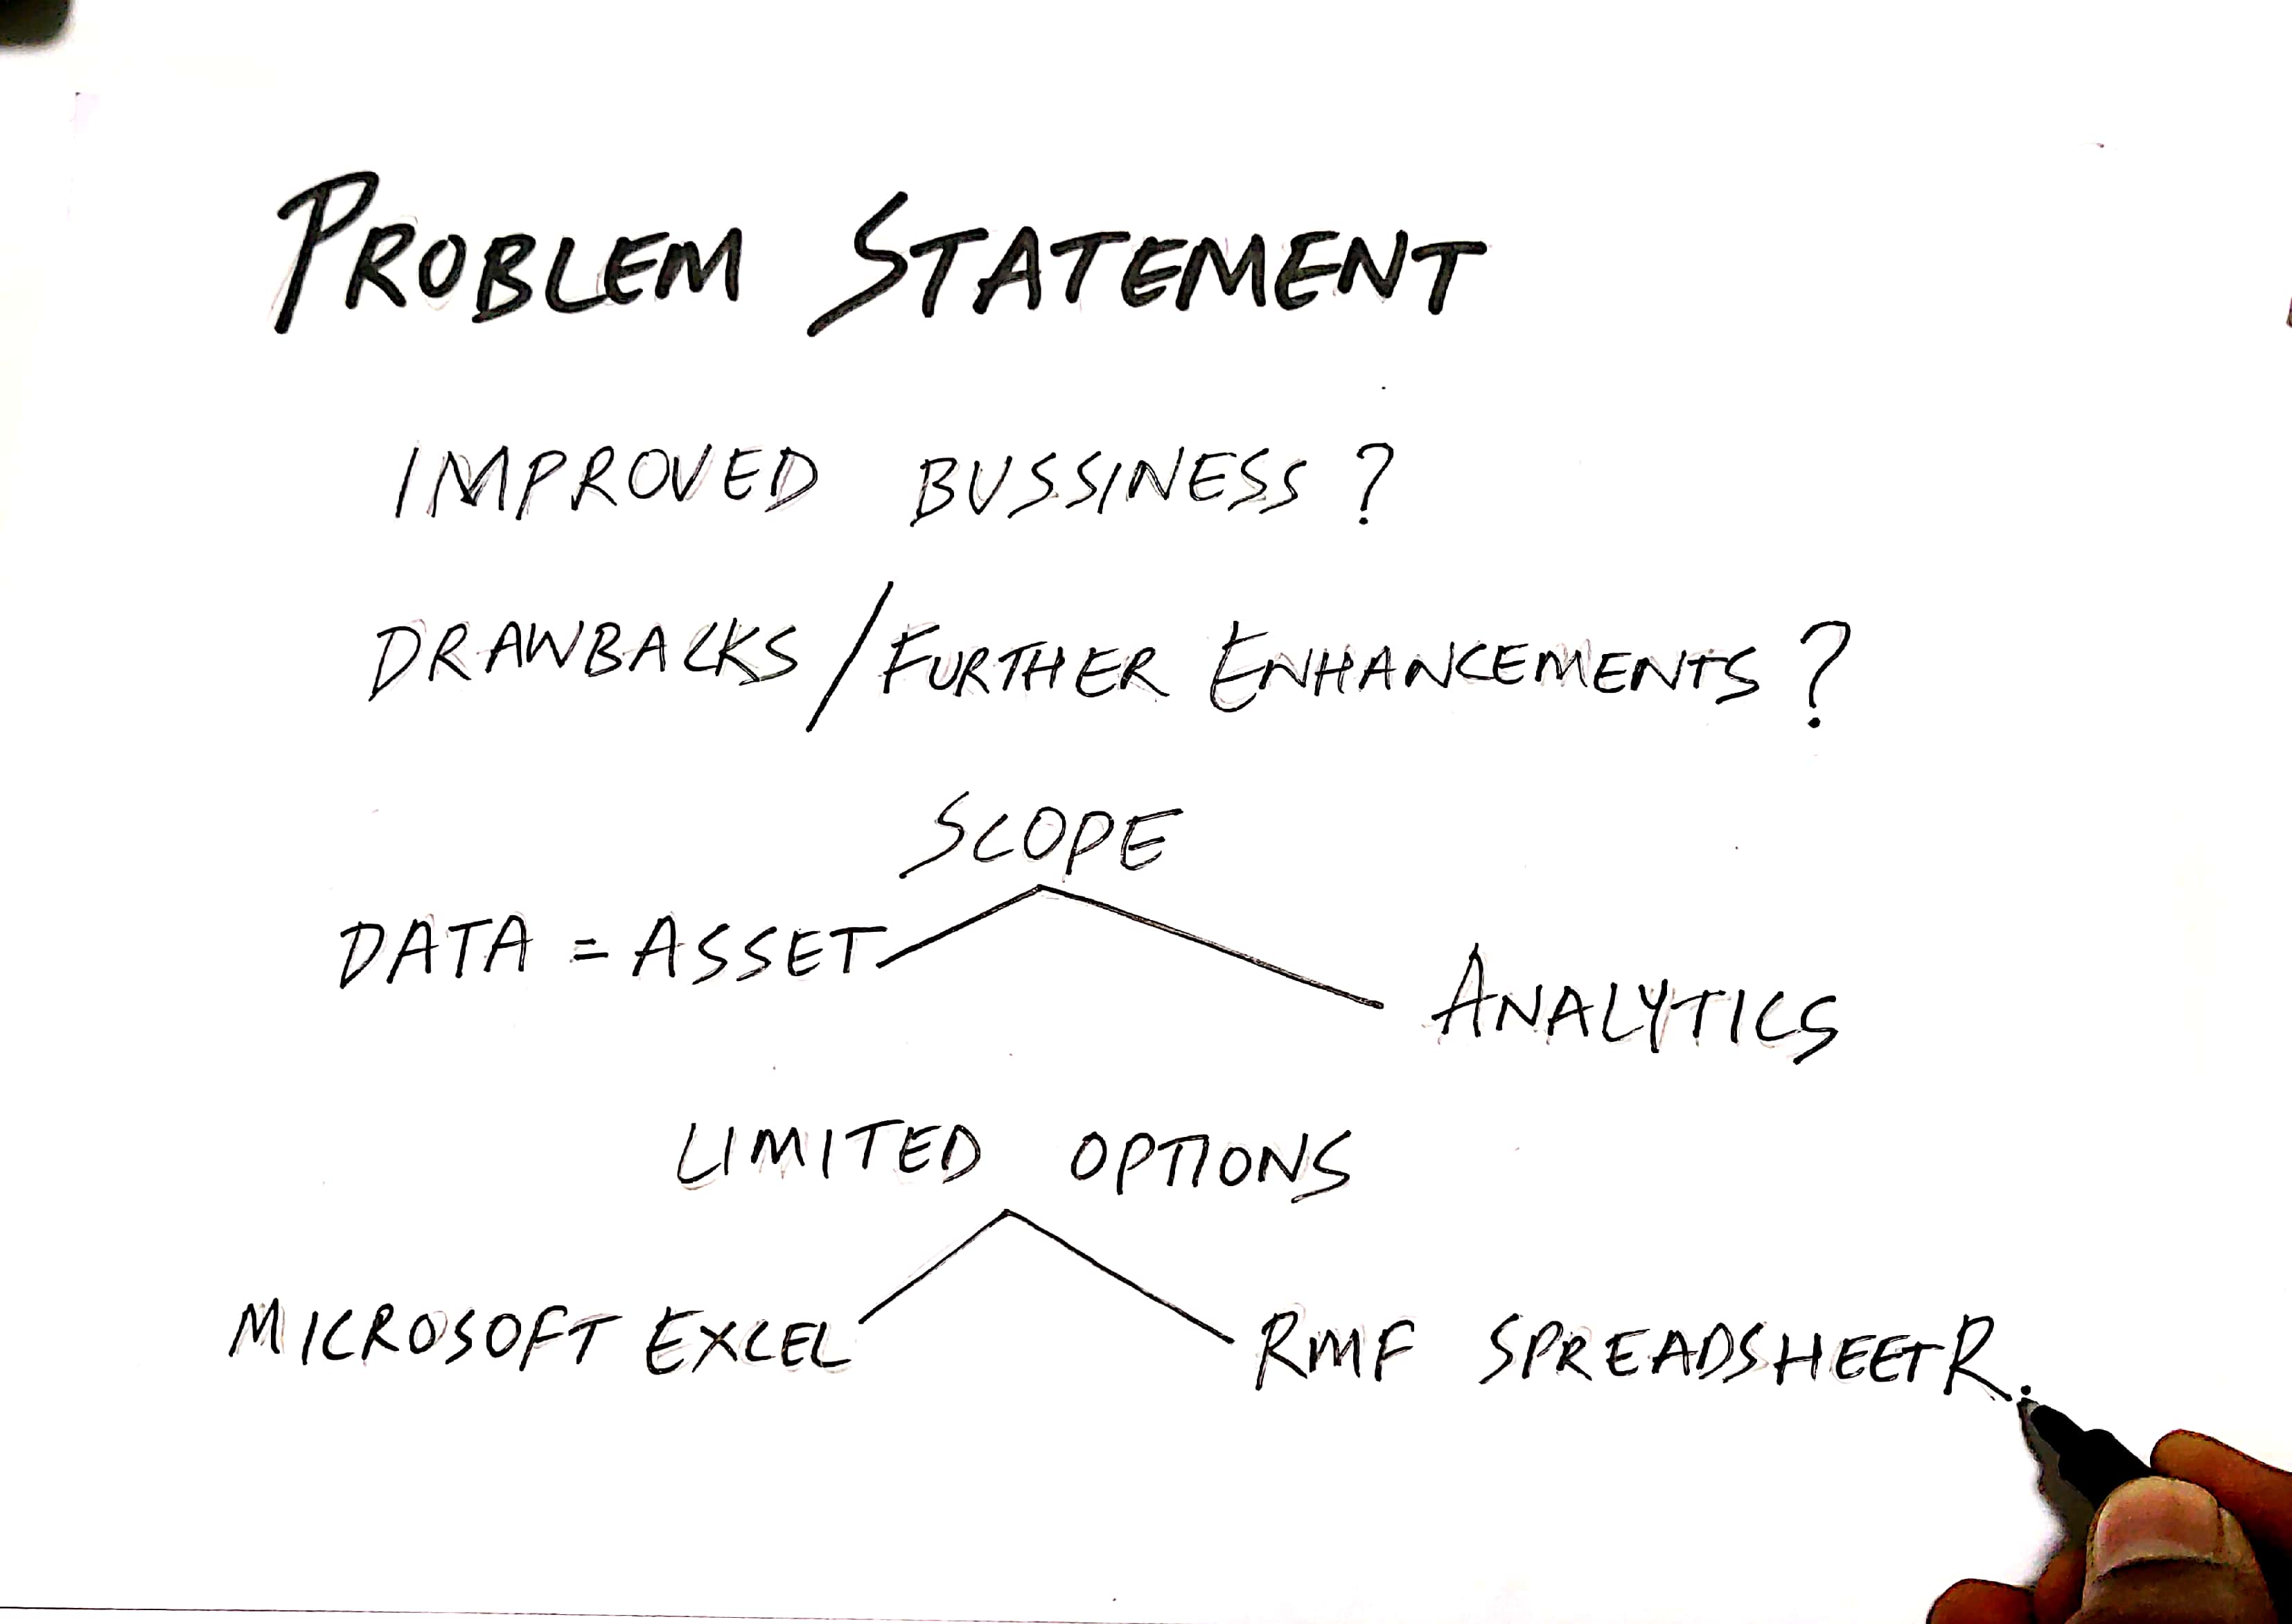 PROBLEM STATEMENT
IMPROVED BUSSINESS ?
DRAWBACKS / FURTHER ENHANCEMENTS ?
SCOPE
DATA = ASSET
ANALYTICS
LIMITED OPTIONS
MICROSOFT EXCEL
RMF SPREADSHEETR.